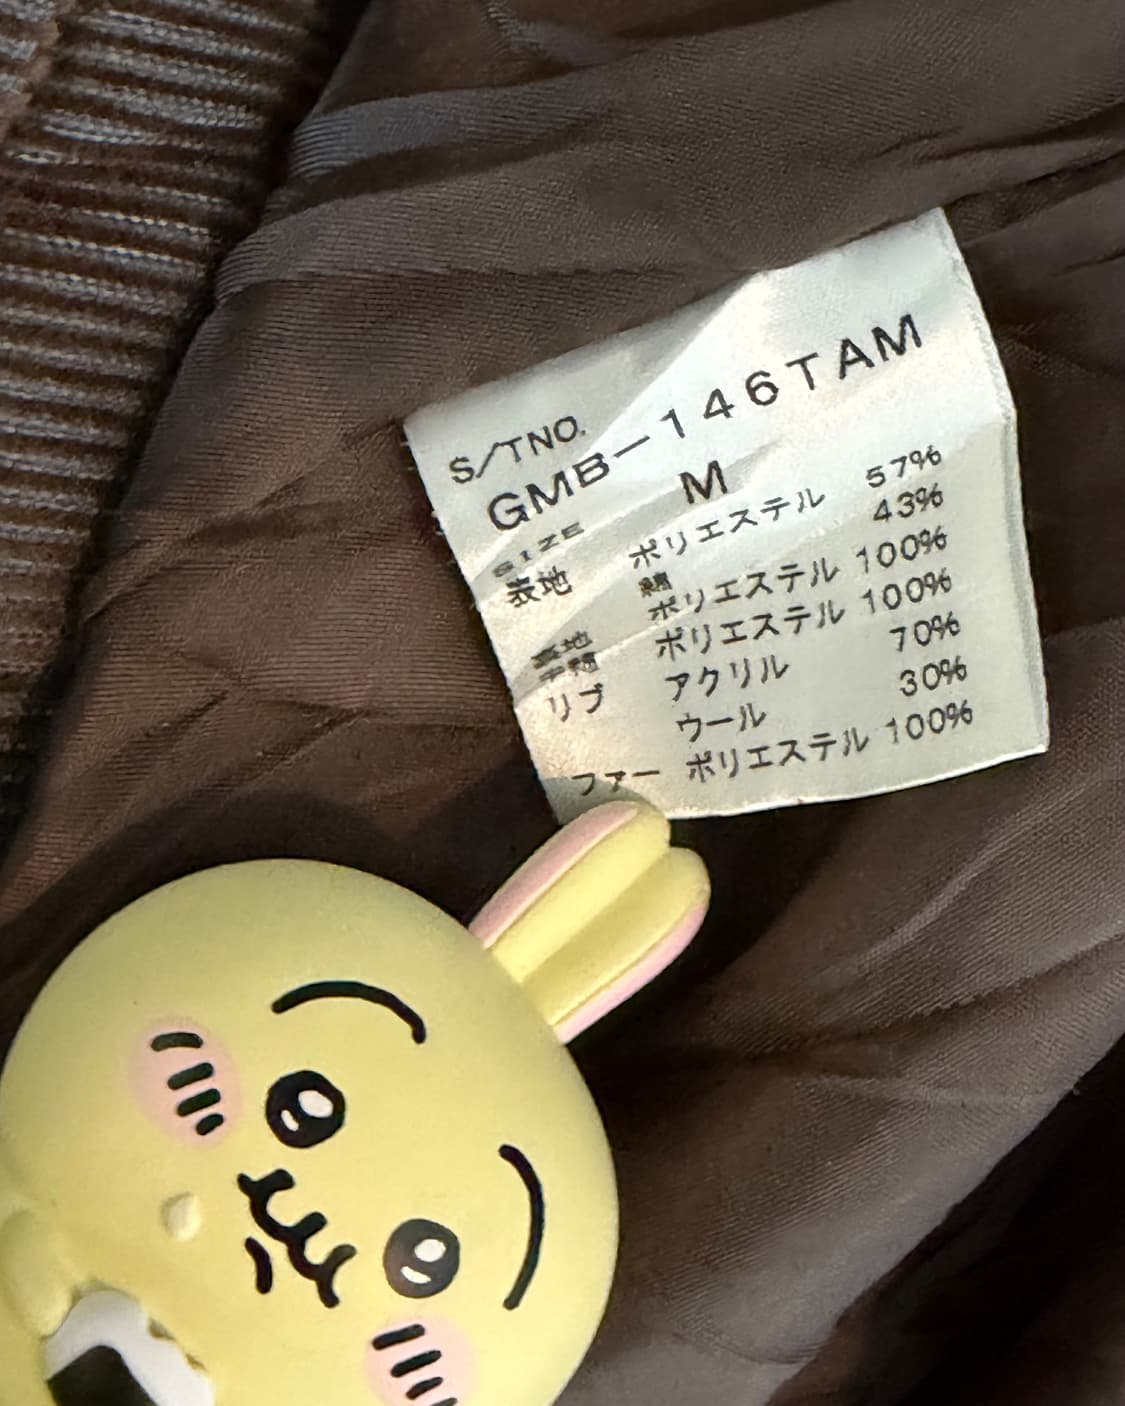 S/TNO.
GMB-146TAM
SIZE M
表地 ポリエステル 57%
綿 43%
裏地 ポリエステル 100%
中綿 ポリエステル 100%
リブ アクリル 70%
ウール 30%
ファー ポリエステル 100%